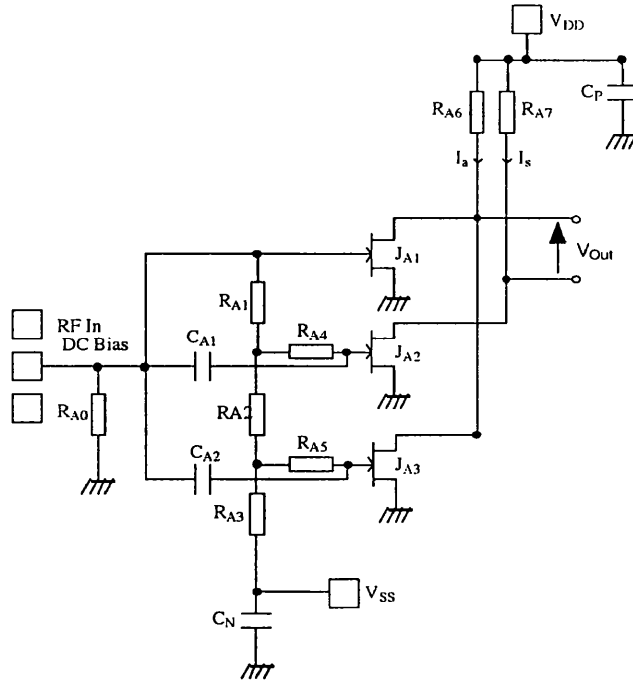 V_DD
R_A6
R_A7
C_P
I_a
I_s
J_A1
V_Out
R_A1
RF In
DC Bias
C_A1
R_A4
J_A2
R_A0
RA2
C_A2
R_A5
J_A3
R_A3
V_SS
C_N